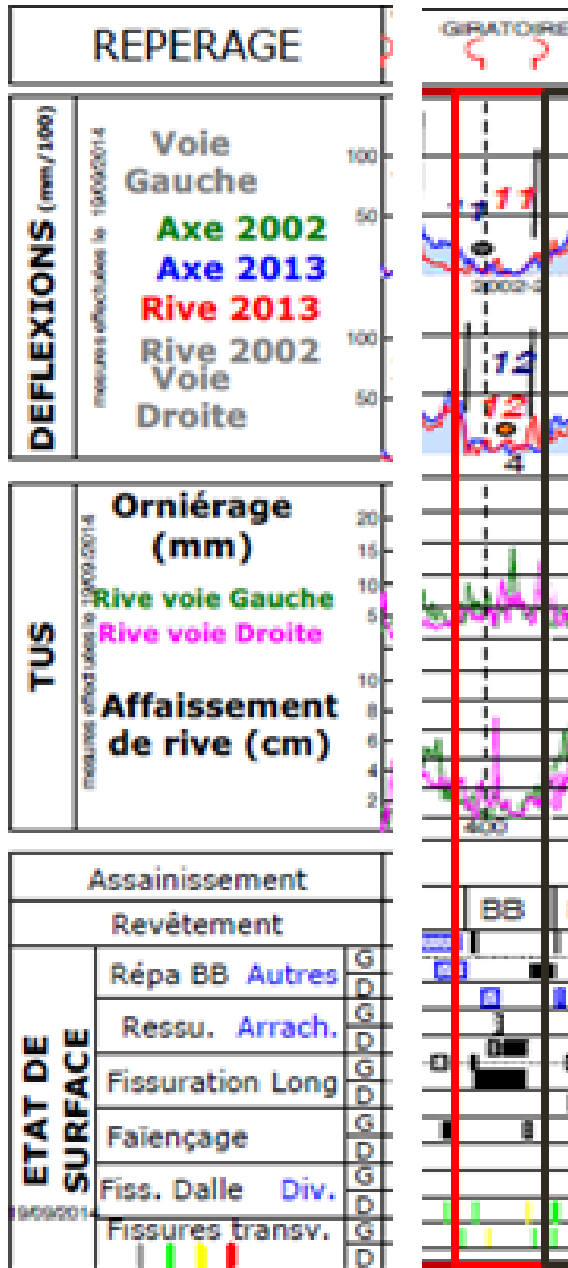 REPERAGE
GIRATOIRE
DEFLEXIONS (mm/100)
mesures effectuées le 19/09/2014
Voie
Gauche
Axe 2002
Axe 2013
Rive 2013
Rive 2002
Voie
Droite
100
50
100
50
11
12
12
TUS
mesures effectuées le 19/09/2014
Orniérage
(mm)
Rive voie Gauche
Rive voie Droite
Affaissement
de rive (cm)
20
15
10
5
10
8
6
4
2
400
Assainissement
Revêtement
BB
ETAT DE
SURFACE
19/09/2014
Répa BB Autres
G
D
Ressu. Arrach.
G
D
Fissuration Long
G
D
Faïençage
G
D
Fiss. Dalle Div.
G
D
Fissures transv.
G
D